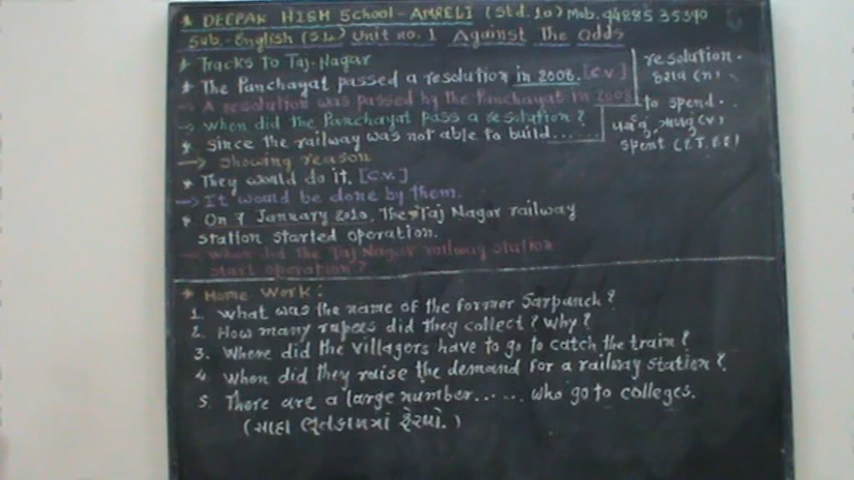 * DEEPAK HIGH School - AMRELI (Std. 10) Mob. 94885 35390
Sub.- English (S.L.) Unit no. 1 Against the odds
* Tracks to Taj-Nagar
* The Panchayat passed a resolution in 2008. [C.V.]
→ A resolution was passed by the Panchayat in 2008
→ When did the Panchayat pass a resolution?
* Since the railway was not able to build......
→ Showing reason
* They would do it. [C.V.]
→ It would be done by them.
* On 7 January 2010, The Taj Nagar railway
station started operation.
→ When did the Taj Nagar railway station
start operation?
resolution.
ઠરાવ (n).
to spend.
(v)
spent
* Home Work:
1. What was the name of the former Sarpanch?
2. How many rupees did they collect? Why?
3. Where did the villagers have to go to catch the train?
4. When did they raise the demand for a railway station?
5. There are a large number...... who go to colleges.
(સાદા ભૂતકાળમાં ફેરવો.)